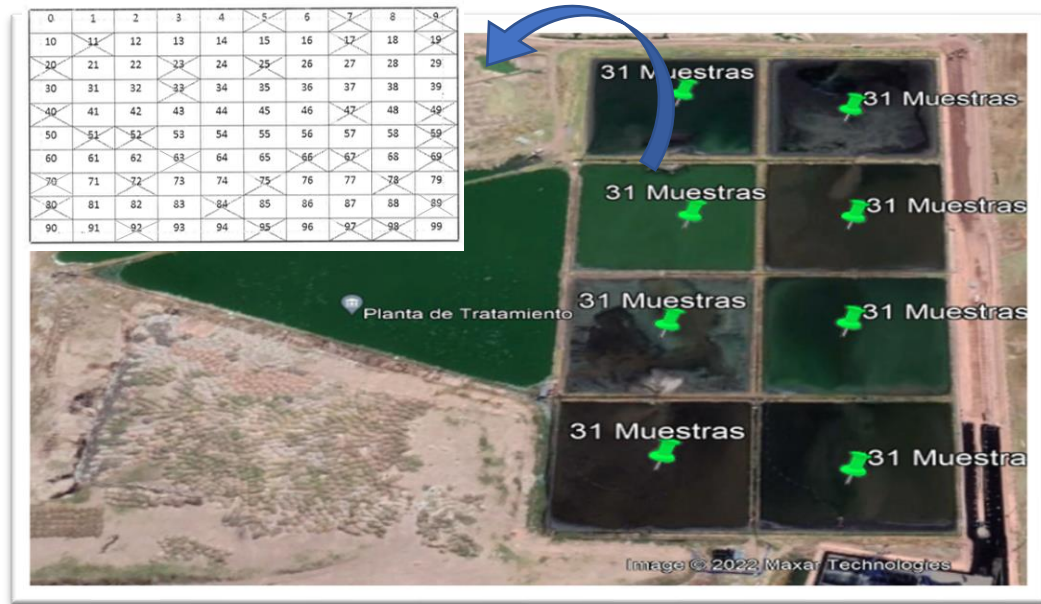 0 1 2 3 4 5 6 7 8 9
10 11 12 13 14 15 16 17 18 19
20 21 22 23 24 25 26 27 28 29
30 31 32 33 34 35 36 37 38 39
40 41 42 43 44 45 46 47 48 49
50 51 52 53 54 55 56 57 58 59
60 61 62 63 64 65 66 67 68 69
70 71 72 73 74 75 76 77 78 79
80 81 82 83 84 85 86 87 88 89
90 91 92 93 94 95 96 97 98 99
31 Muestras
31 Muestras
31 Muestras
31 Muestras
31 Muestras
31 Muestras
Planta de Tratamiento
31 Muestras
31 Muestra
Image © 2022 Maxar Technologies